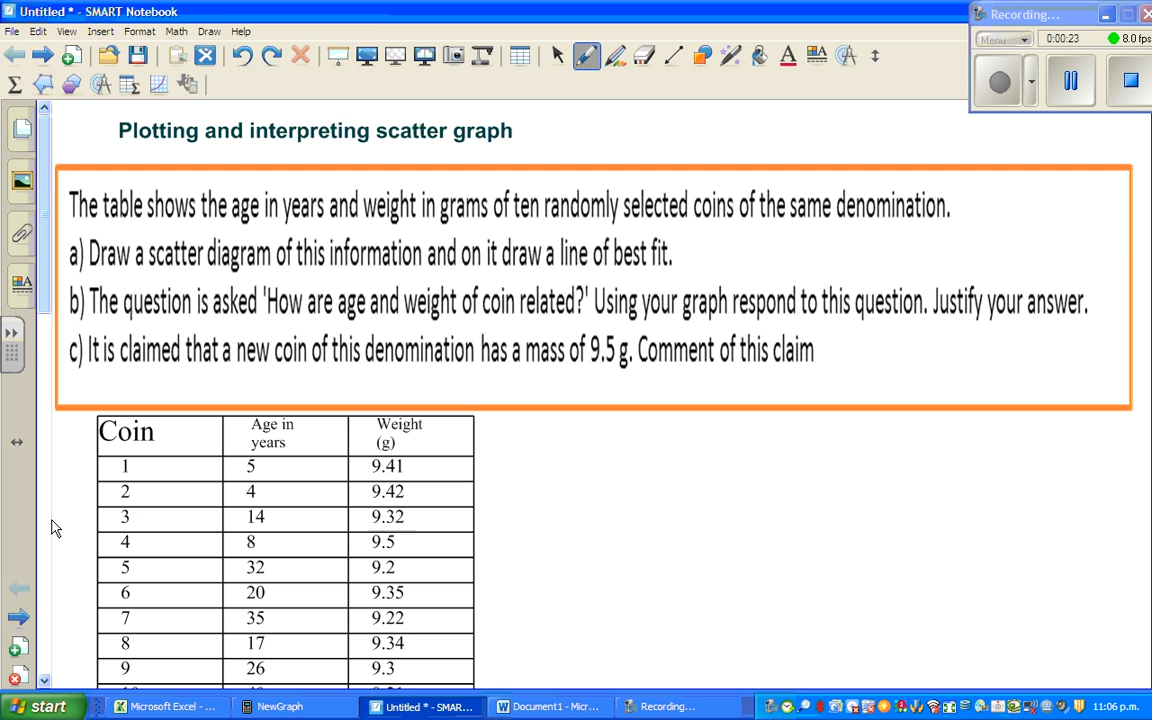 Untitled * - SMART Notebook
Recording...
File Edit View Insert Format Math Draw Help
Menu
0:00:23
8.0 fps
Plotting and interpreting scatter graph
The table shows the age in years and weight in grams of ten randomly selected coins of the same denomination.
a) Draw a scatter diagram of this information and on it draw a line of best fit.
b) The question is asked 'How are age and weight of coin related?' Using your graph respond to this question. Justify your answer.
c) It is claimed that a new coin of this denomination has a mass of 9.5 g. Comment of this claim
Coin Age in years Weight (g)
1 5 9.41
2 4 9.42
3 14 9.32
4 8 9.5
5 32 9.2
6 20 9.35
7 35 9.22
8 17 9.34
9 26 9.3
start
Microsoft Excel - ...
NewGraph
Untitled * - SMAR...
Document1 - Micr...
Recording...
11:06 p.m.